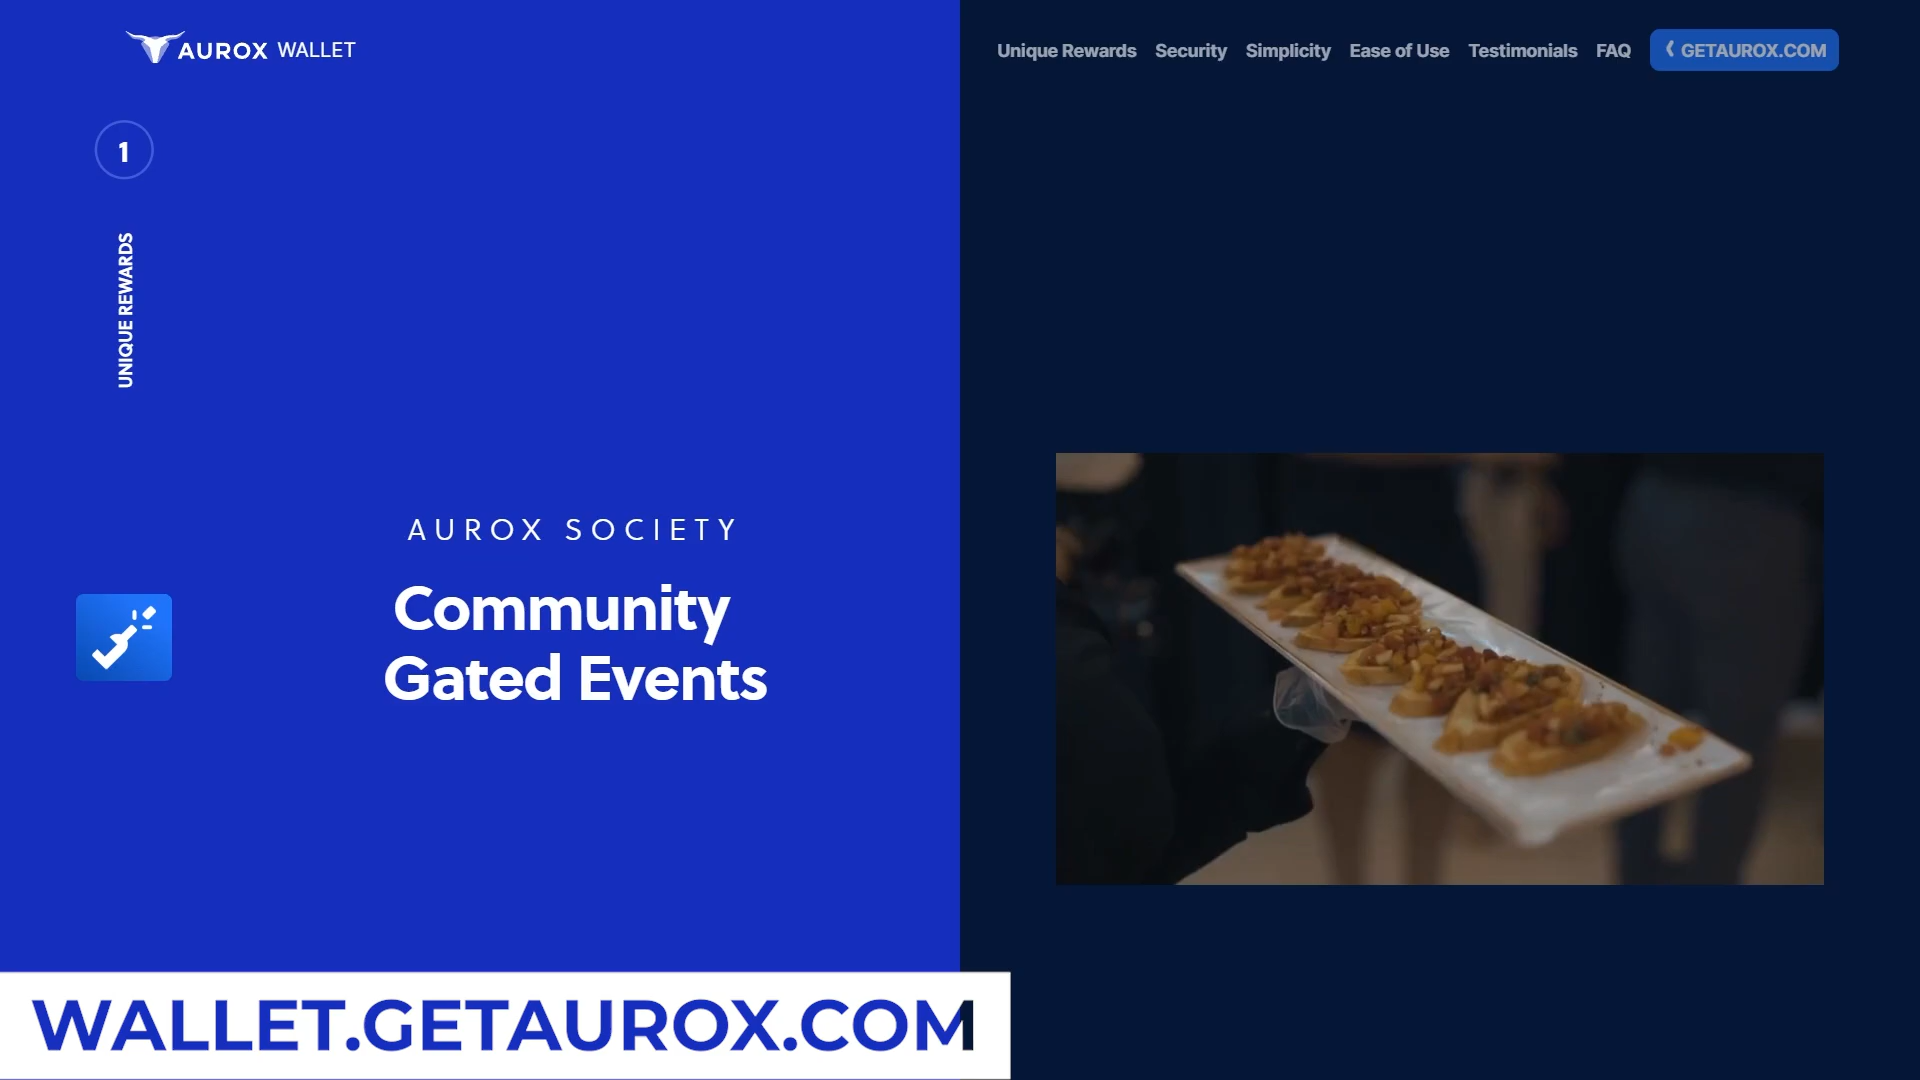 AUROX WALLET
Unique Rewards Security Simplicity Ease of Use Testimonials FAQ GETAUROX.COM
1
UNIQUE REWARDS
AUROX SOCIETY
Community
Gated Events
WALLET.GETAUROX.COM